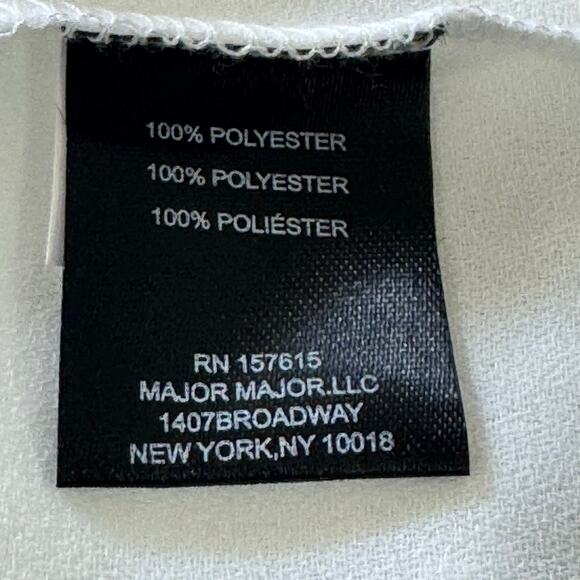 100% POLYESTER
100% POLYESTER
100% POLIÉSTER
RN 157615
MAJOR MAJOR.LLC
1407BROADWAY
NEW YORK,NY 10018